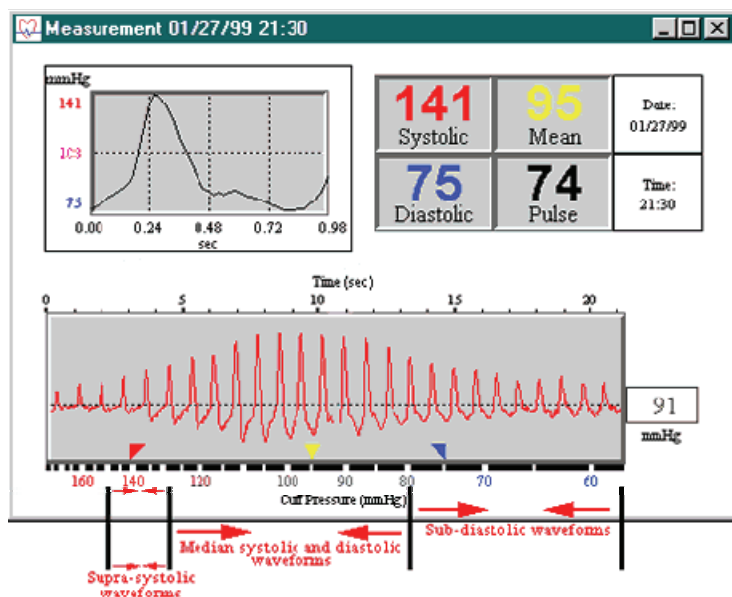 Measurement 01/27/99 21:30
mmHg
141
108
75
0.00 0.24 0.48 0.72 0.98
sec
141
Systolic
95
Mean
Date:
01/27/99
75
Diastolic
74
Pulse
Time:
21:30
Time (sec)
0 5 10 15 20
91
mmHg
160 140 120 100 90 80 70 60
Cuff Pressure (mmHg)
Supra-systolic
waveforms
Median systolic and diastolic
waveforms
Sub-diastolic waveforms